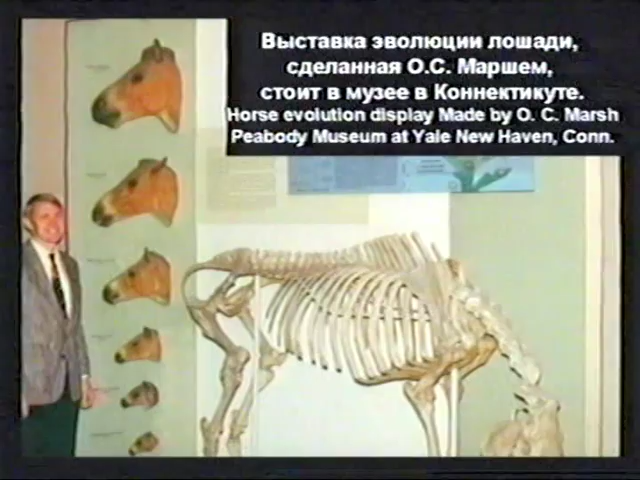 Выставка эволюции лошади,
сделанная О.С. Маршем,
стоит в музее в Коннектикуте.
Horse evolution display Made by O. C. Marsh
Peabody Museum at Yale New Haven, Conn.